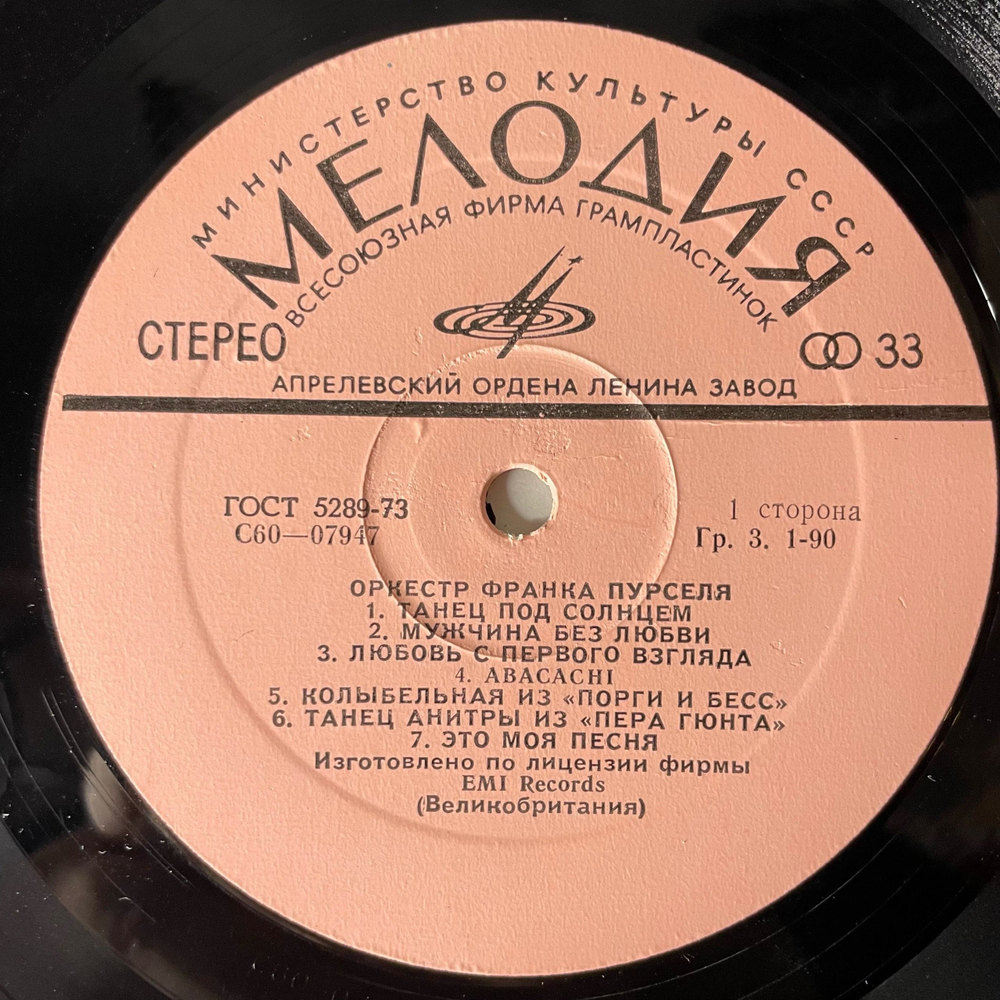 МИНИСТЕРСТВО КУЛЬТУРЫ СССР
МЕЛОДИЯ
ВСЕСОЮЗНАЯ ФИРМА ГРАМПЛАСТИНОК
СТЕРЕО
33
АПРЕЛЕВСКИЙ ОРДЕНА ЛЕНИНА ЗАВОД
ГОСТ 5289-73
С60—07947
1 сторона
Гр. 3. 1-90
ОРКЕСТР ФРАНКА ПУРСЕЛЯ
1. ТАНЕЦ ПОД СОЛНЦЕМ
2. МУЖЧИНА БЕЗ ЛЮБВИ
3. ЛЮБОВЬ С ПЕРВОГО ВЗГЛЯДА
4. ABACACHI
5. КОЛЫБЕЛЬНАЯ ИЗ «ПОРГИ И БЕСС»
6. ТАНЕЦ АНИТРЫ ИЗ «ПЕРА ГЮНТА»
7. ЭТО МОЯ ПЕСНЯ
Изготовлено по лицензии фирмы
EMI Records
(Великобритания)